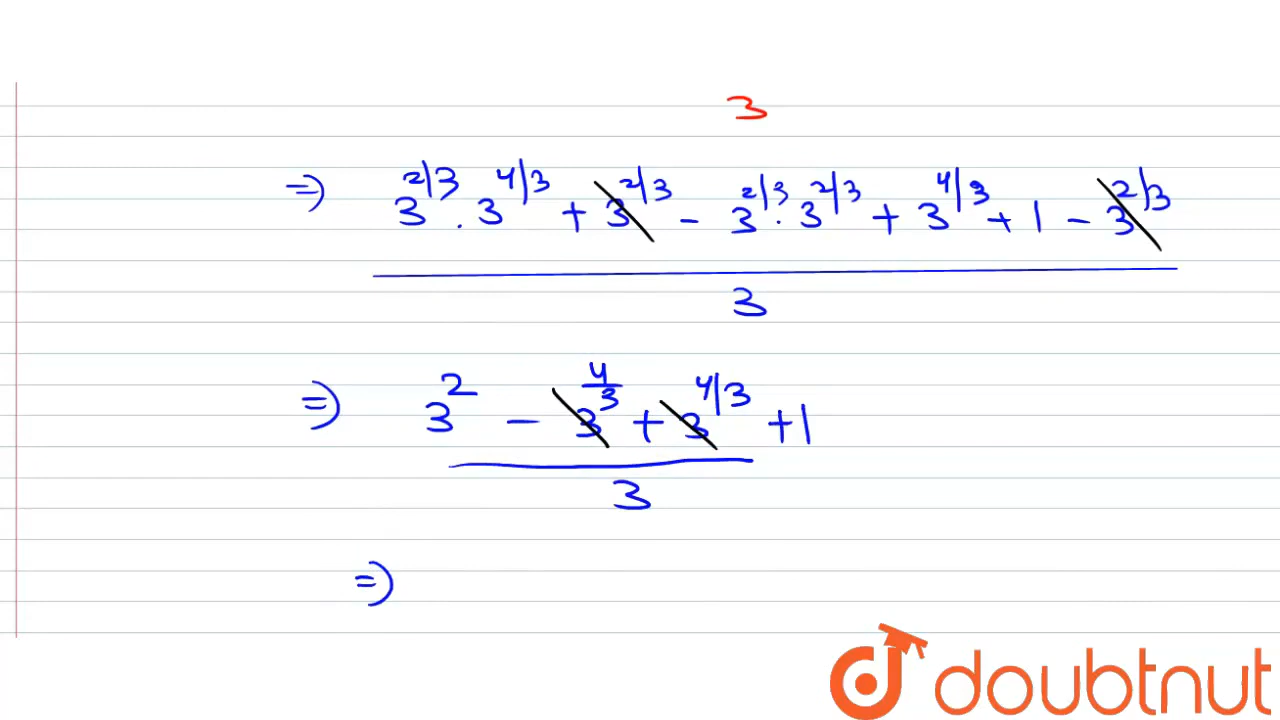 3
=) 3^2/3 . 3^4/3 + 3^2/3 - 3^2/3 . 3^2/3 + 3^4/3 + 1 - 3^2/3
3
=) 3^2 - 3^4/3 + 3^4/3 + 1
3
=)
doubtnut